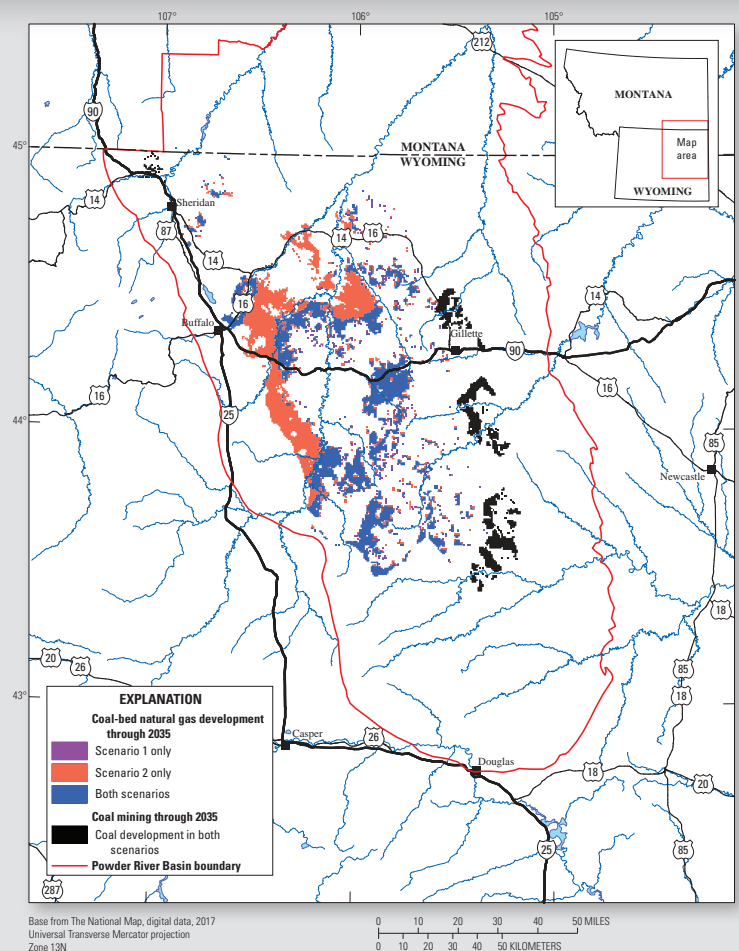 107°
106°
105°
212
90
MONTANA
Map
area
WYOMING
45°
MONTANA
WYOMING
14
Sheridan
87
14
14
16
16
14
Buffalo
Gillette
90
16
16
25
44°
85
Newcastle
18
20
26
85
18
43°
EXPLANATION
Coal-bed natural gas development
through 2035
Scenario 1 only
Scenario 2 only
Both scenarios
Coal mining through 2035
Coal development in both
scenarios
Powder River Basin boundary
Casper
26
Douglas
18
20
25
85
287
Base from The National Map, digital data, 2017
Universal Transverse Mercator projection
Zone 13N
0 10 20 30 40 50 MILES
0 10 20 30 40 50 KILOMETERS